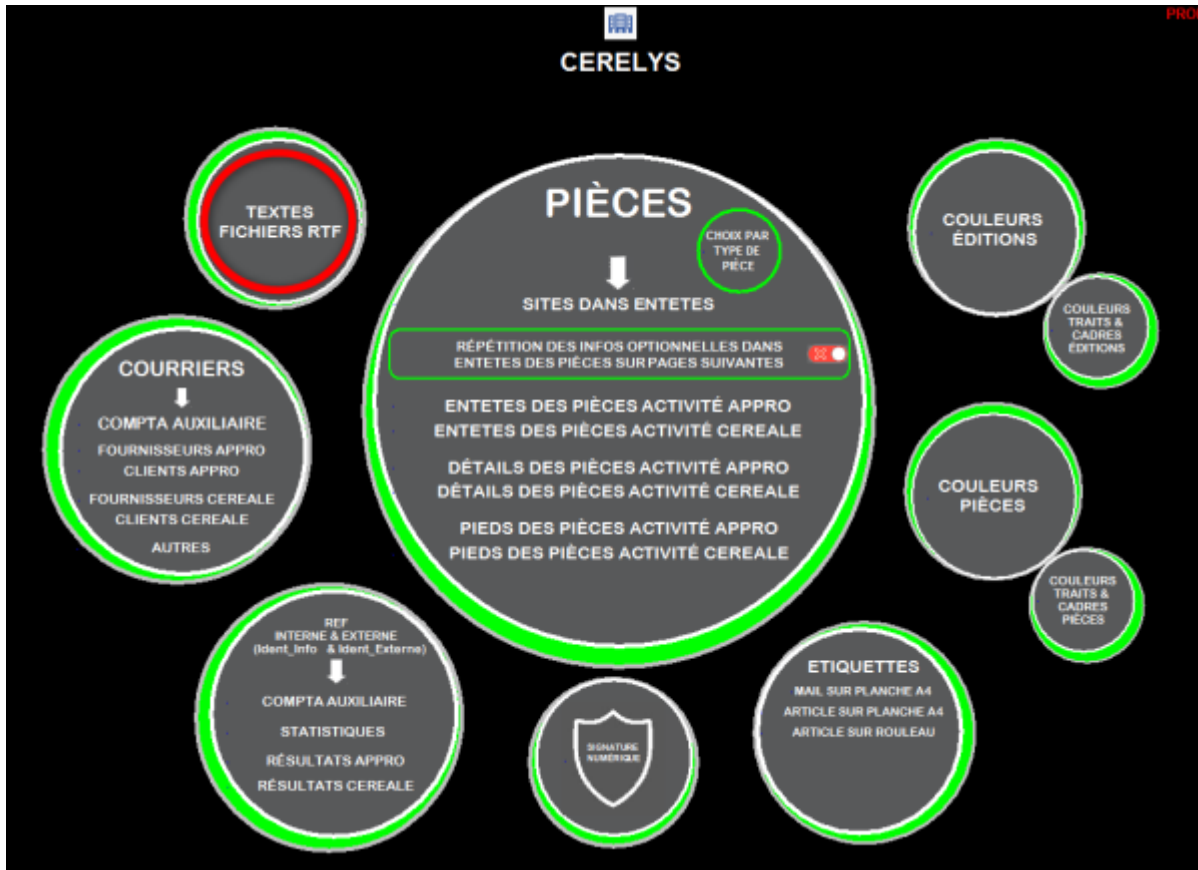 PRO
CERELYS
TEXTES
FICHIERS RTF
PIÈCES
CHOIX PAR
TYPE DE
PIÈCE
SITES DANS ENTETES
RÉPÉTITION DES INFOS OPTIONNELLES DANS
ENTETES DES PIÈCES SUR PAGES SUIVANTES
ENTETES DES PIÈCES ACTIVITÉ APPRO
ENTETES DES PIÈCES ACTIVITÉ CEREALE
DÉTAILS DES PIÈCES ACTIVITÉ APPRO
DÉTAILS DES PIÈCES ACTIVITÉ CEREALE
PIEDS DES PIÈCES ACTIVITÉ APPRO
PIEDS DES PIÈCES ACTIVITÉ CEREALE
COULEURS
ÉDITIONS
COULEURS
TRAITS &
CADRES
ÉDITIONS
COURRIERS
COMPTA AUXILIAIRE
FOURNISSEURS APPRO
CLIENTS APPRO
FOURNISSEURS CEREALE
CLIENTS CEREALE
AUTRES
COULEURS
PIÈCES
COULEURS
TRAITS &
CADRES
PIÈCES
REF
INTERNE & EXTERNE
(Ident_Info & Ident_Externe)
COMPTA AUXILIAIRE
STATISTIQUES
RÉSULTATS APPRO
RÉSULTATS CEREALE
SIGNATURE
NUMÉRIQUE
ETIQUETTES
MAIL SUR PLANCHE A4
ARTICLE SUR PLANCHE A4
ARTICLE SUR ROULEAU